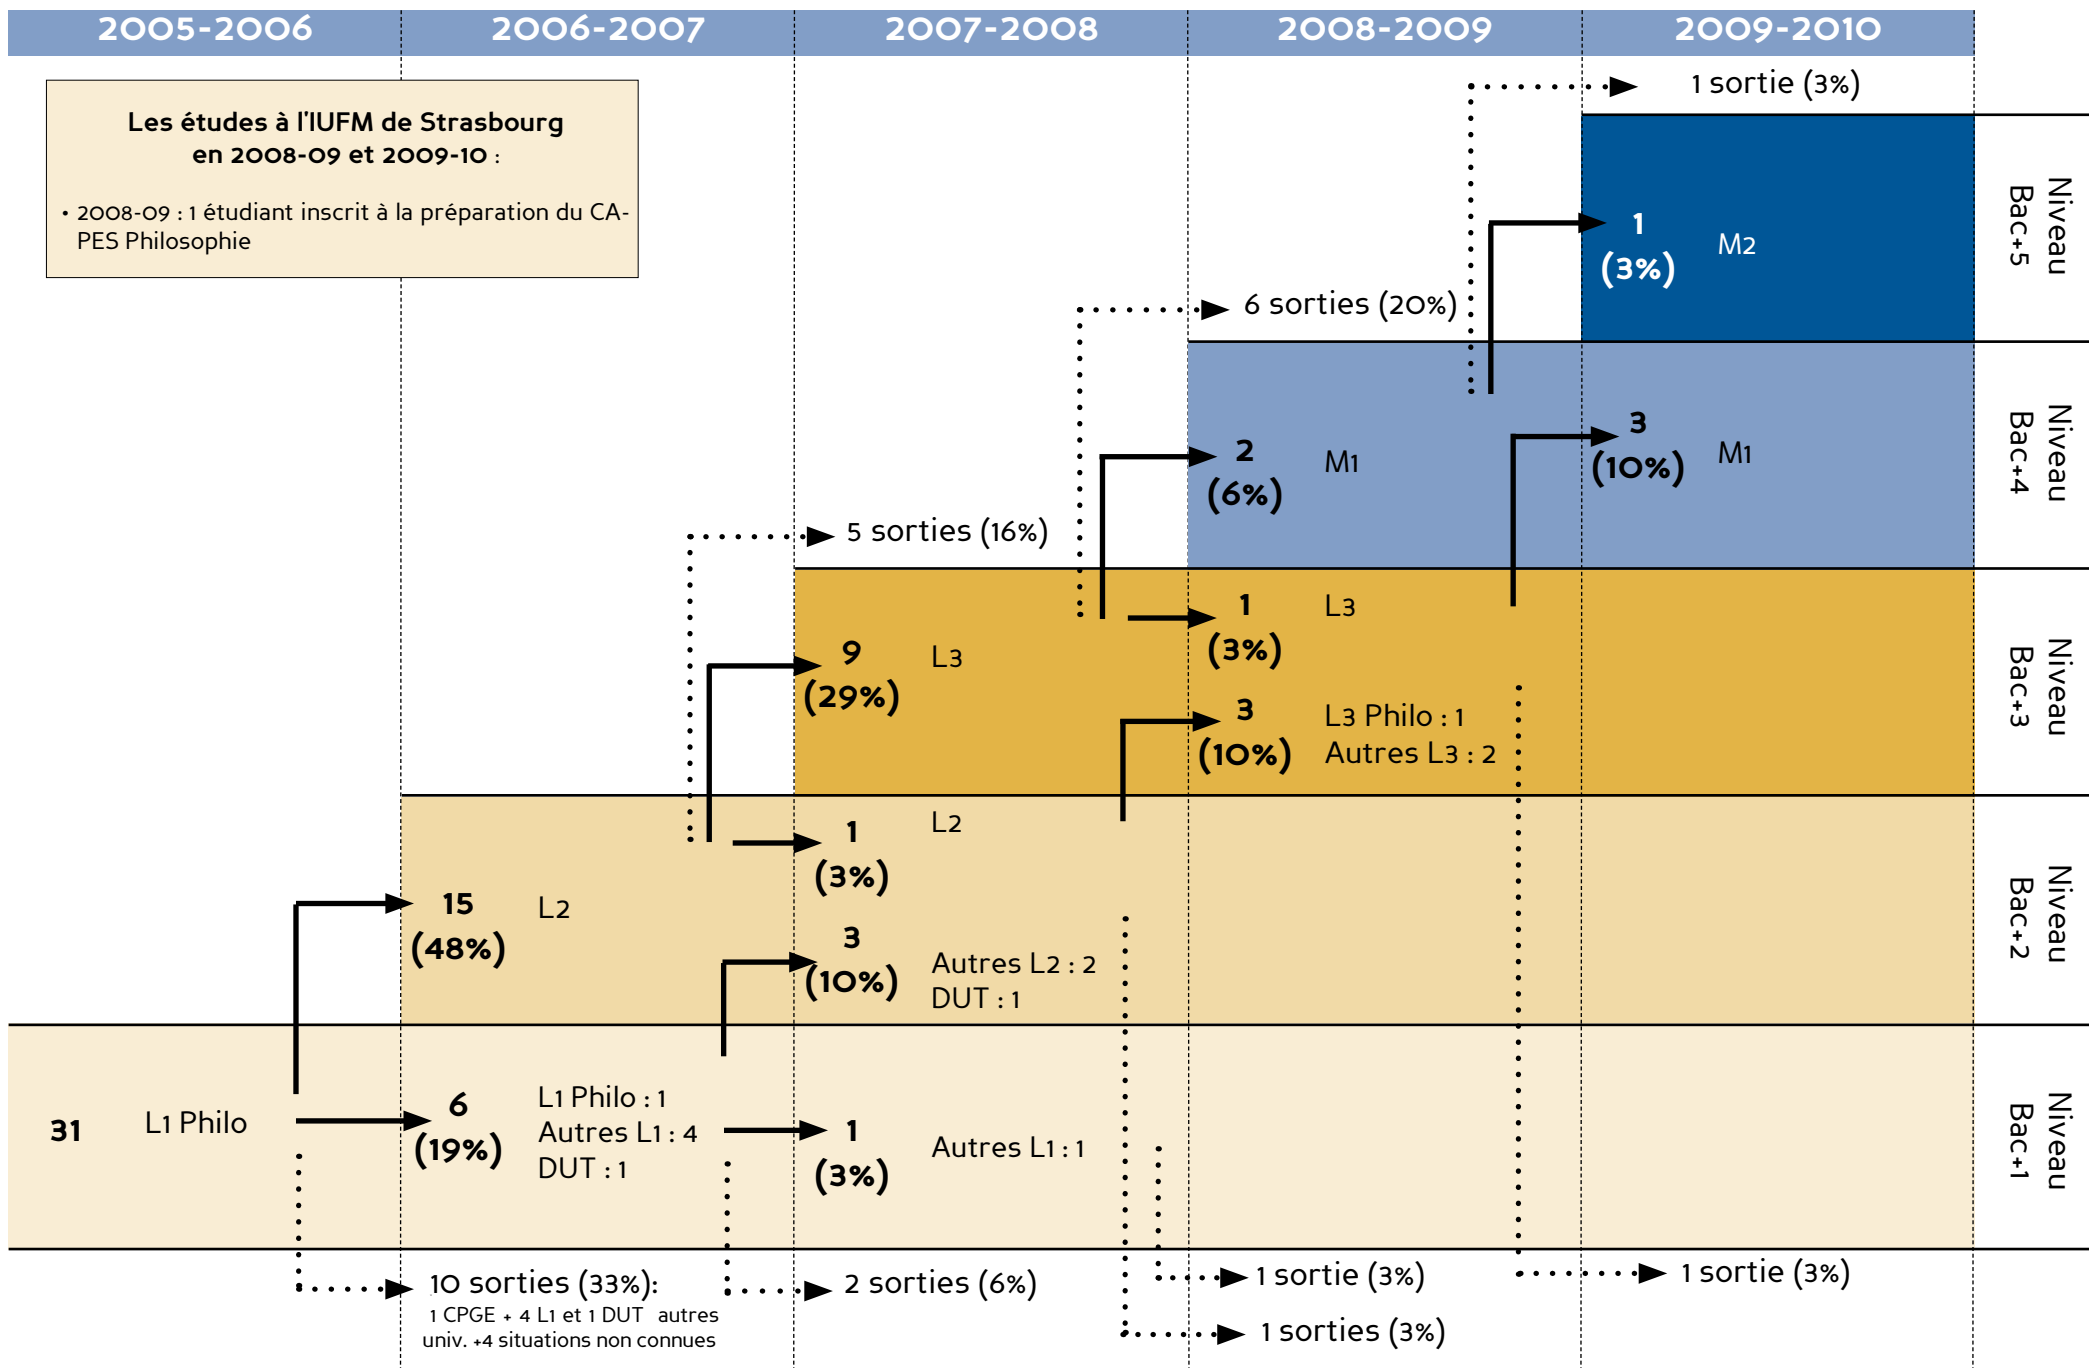 2005-2006 2006-2007 2007-2008 2008-2009 2009-2010
Les études à l'IUFM de Strasbourg
en 2008-09 et 2009-10 :
• 2008-09 : 1 étudiant inscrit à la préparation du CA-
PES Philosophie
1 sortie (3%)
1
(3%)
M2
Niveau
Bac+5
6 sorties (20%)
2
(6%)
M1
3
(10%)
M1
Niveau
Bac+4
5 sorties (16%)
9
(29%)
L3
1
(3%)
L3
3
(10%)
L3 Philo : 1
Autres L3 : 2
Niveau
Bac+3
15
(48%)
L2
1
(3%)
L2
3
(10%)
Autres L2 : 2
DUT : 1
Niveau
Bac+2
31
L1 Philo
6
(19%)
L1 Philo : 1
Autres L1 : 4
DUT : 1
1
(3%)
Autres L1 : 1
Niveau
Bac+1
10 sorties (33%):
1 CPGE + 4 L1 et 1 DUT autres
univ. +4 situations non connues
2 sorties (6%)
1 sortie (3%)
1 sorties (3%)
1 sortie (3%)